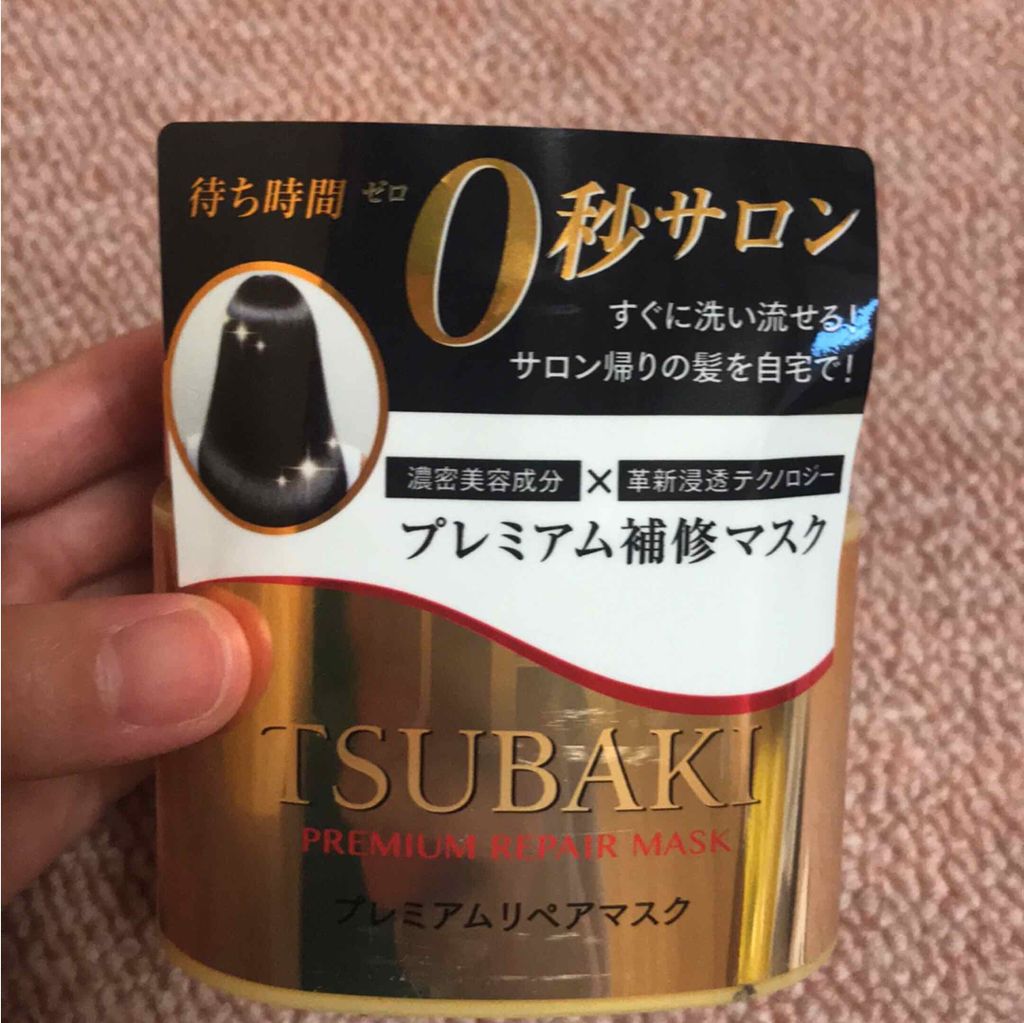 待ち時間 ゼロ 0秒サロン
すぐに洗い流せる!
サロン帰りの髪を自宅で!
濃密美容成分×革新浸透テクノロジー
プレミアム補修マスク
TSUBAKI
PREMIUM REPAIR MASK
プレミアムリペアマスク